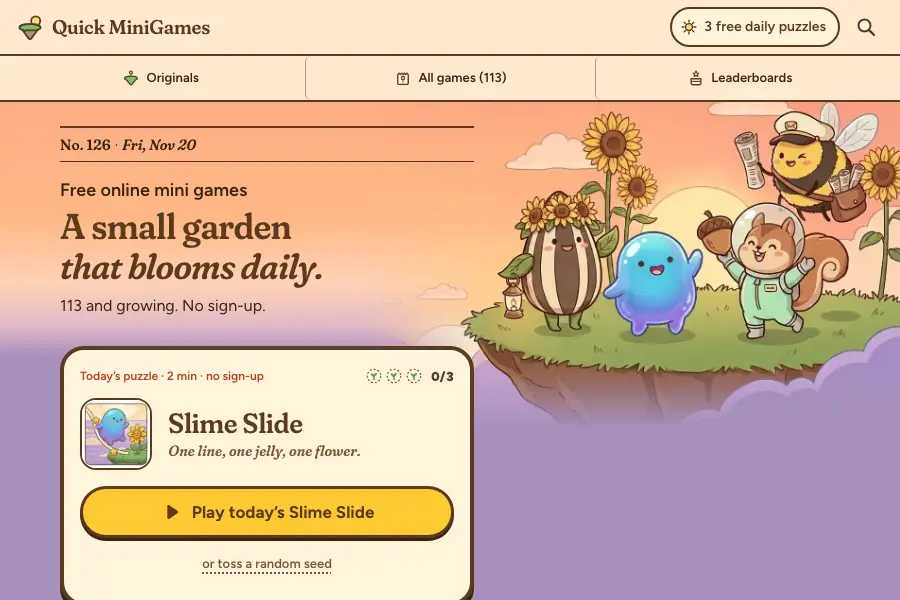 Quick MiniGames
3 free daily puzzles
Originals
All games (113)
Leaderboards
No. 126 · Fri, Nov 20
Free online mini games
A small garden
that blooms daily.
113 and growing. No sign-up.
Today's puzzle · 2 min · no sign-up
0/3
Slime Slide
One line, one jelly, one flower.
Play today's Slime Slide
or toss a random seed